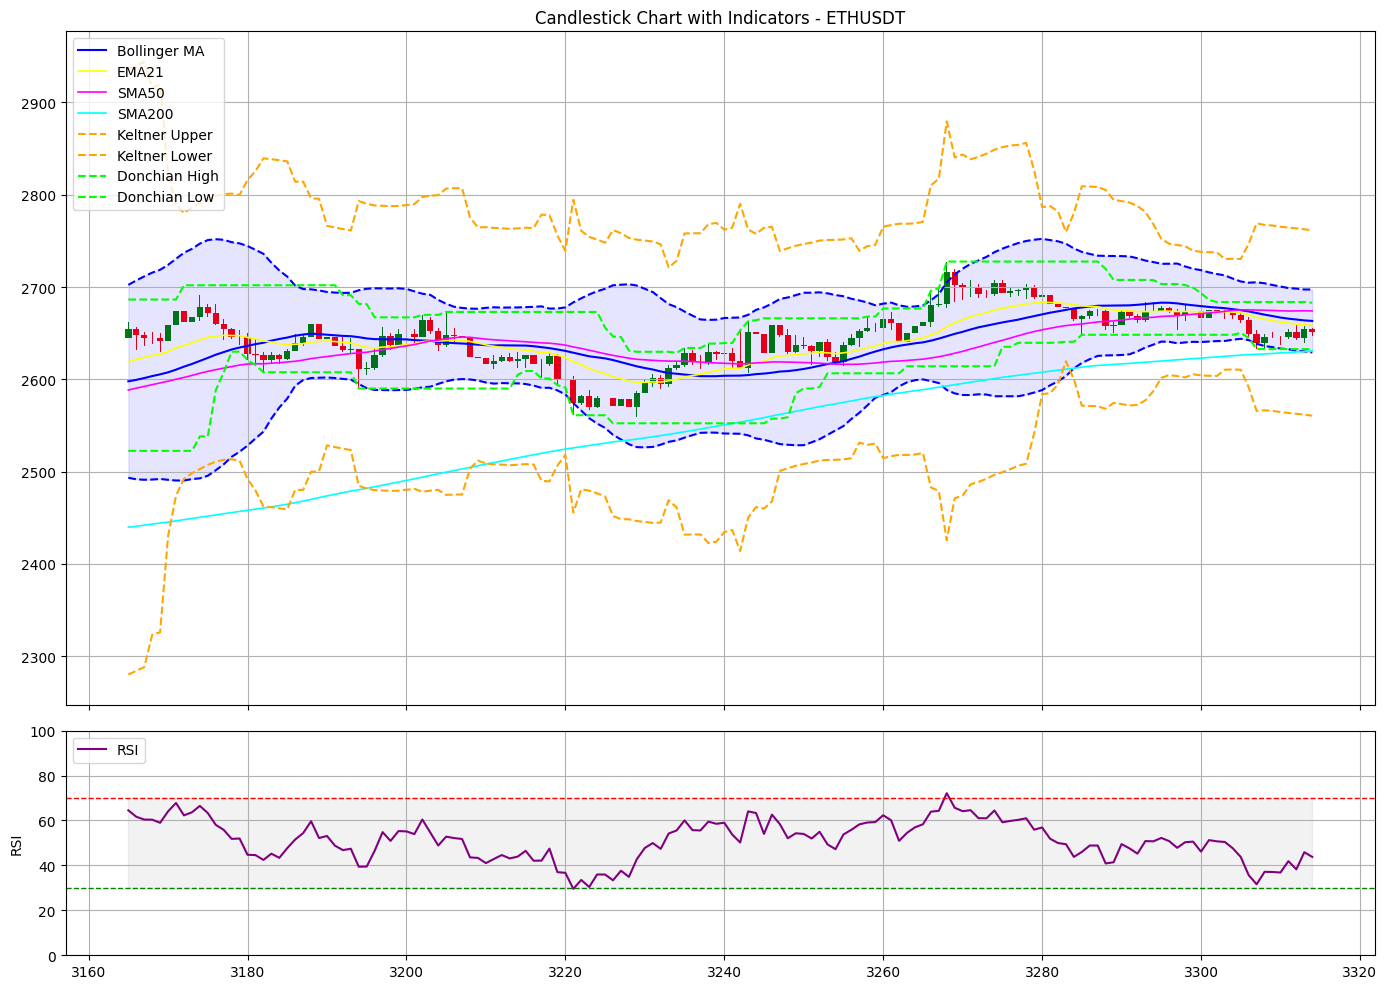 Candlestick Chart with Indicators - ETHUSDT
Bollinger MA
EMA21
SMA50
SMA200
Keltner Upper
Keltner Lower
Donchian High
Donchian Low
2900
2800
2700
2600
2500
2400
2300
RSI
100
80
60
40
20
0
RSI
3160 3180 3200 3220 3240 3260 3280 3300 3320